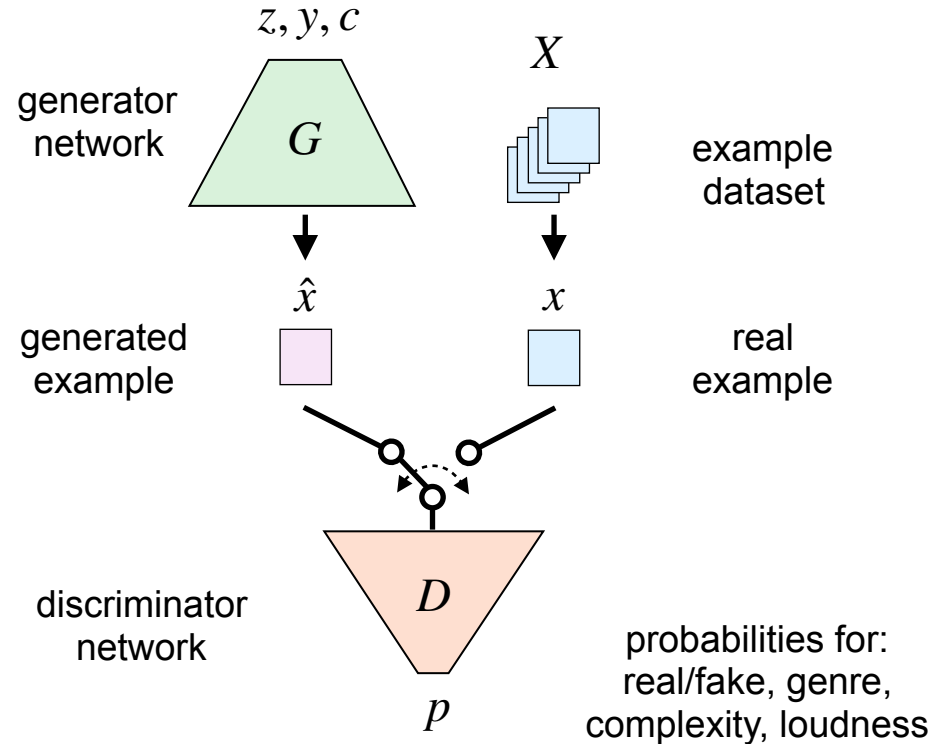 z, y, c
X
generator
network
G
example
dataset
x̂
x
generated
example
real
example
D
discriminator
network
probabilities for:
real/fake, genre,
complexity, loudness
p